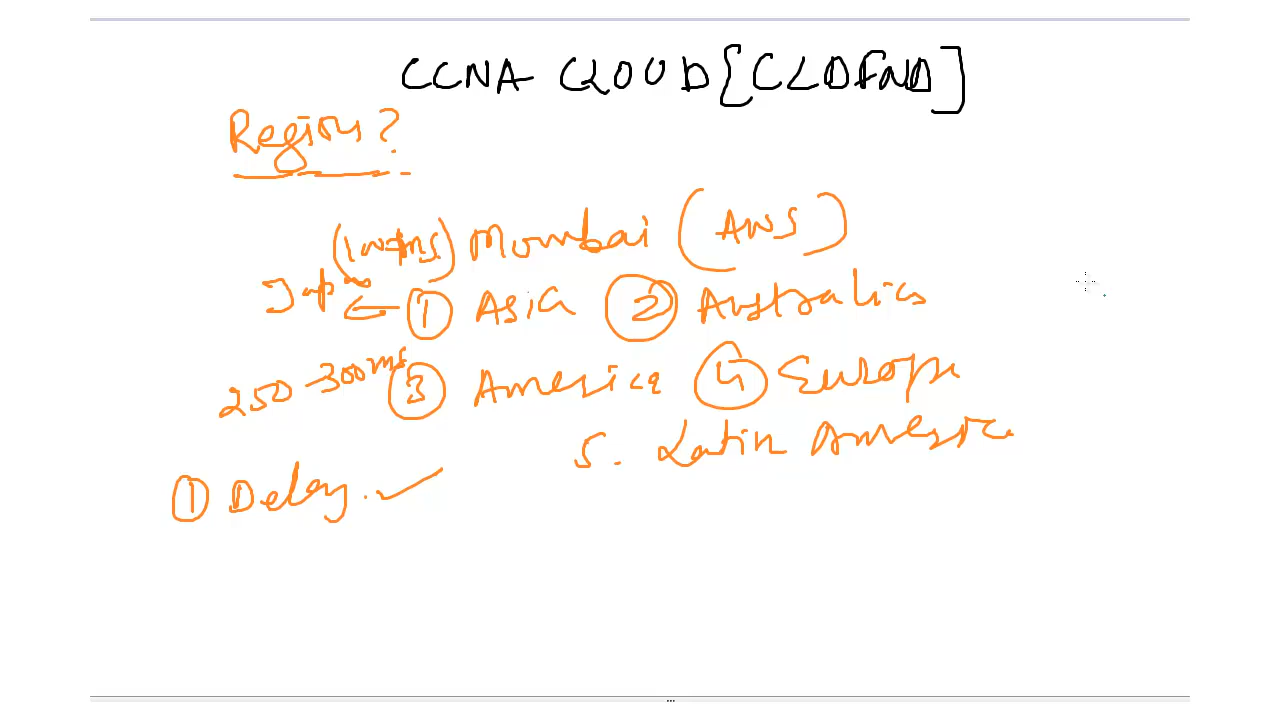 CCNA CLOUD [CLDFND]
Region?
Mumbai (AWS)
Japan ← ① Asia ② Australia
250 - 300ms ③ America ④ Europe
5. Latin America
① Delay. ✓